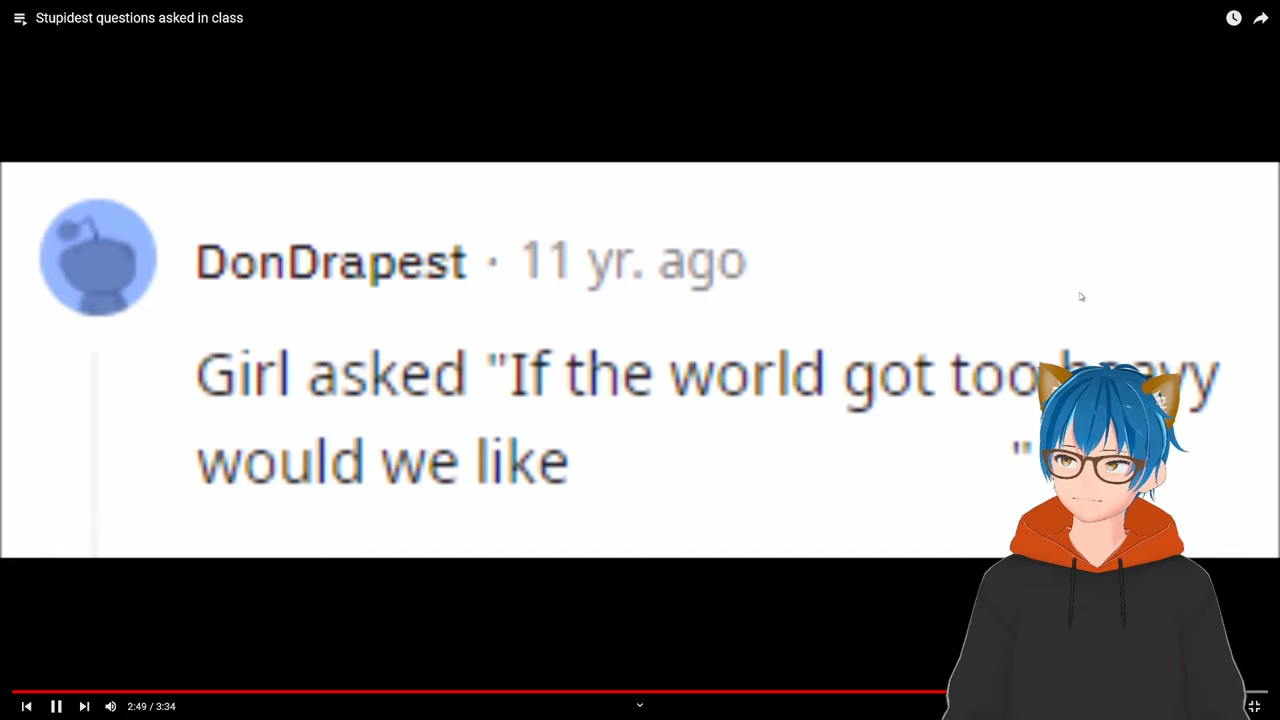 Stupidest questions asked in class
DonDrapest · 11 yr. ago
Girl asked "If the world got too heavy
would we like "
2:49 / 3:34